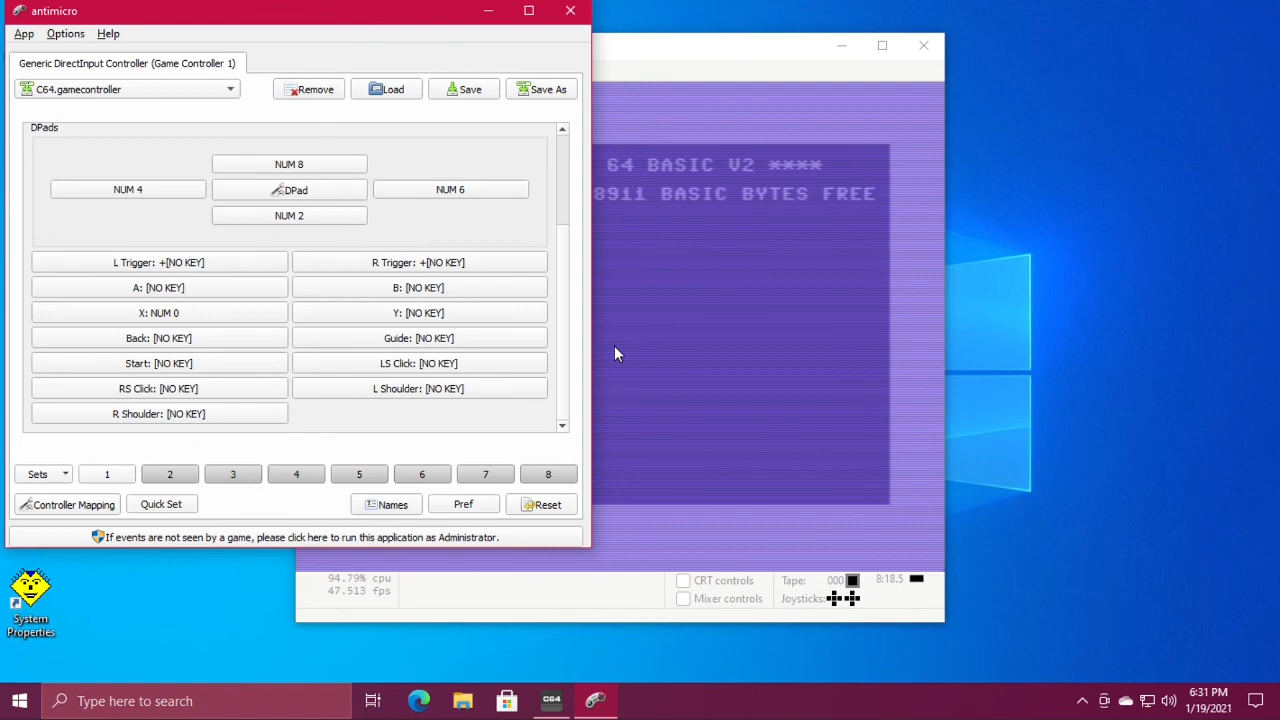 antimicro
App Options Help
Generic DirectInput Controller (Game Controller 1)
C64.gamecontroller
Remove
Load
Save
Save As
DPads
NUM 8
NUM 4
DPad
NUM 6
NUM 2
L Trigger: +[NO KEY]
R Trigger: +[NO KEY]
A: [NO KEY]
B: [NO KEY]
X: NUM 0
Y: [NO KEY]
Back: [NO KEY]
Guide: [NO KEY]
Start: [NO KEY]
LS Click: [NO KEY]
RS Click: [NO KEY]
L Shoulder: [NO KEY]
R Shoulder: [NO KEY]
Sets 1 2 3 4 5 6 7 8
Controller Mapping
Quick Set
Names
Pref
Reset
If events are not seen by a game, please click here to run this application as Administrator.
64 BASIC V2 ****
8911 BASIC BYTES FREE
94.79% cpu
47.513 fps
CRT controls
Mixer controls
Tape: 000
Joysticks:
8:18.5
System
Properties
Type here to search
C64
6:31 PM
1/19/2021